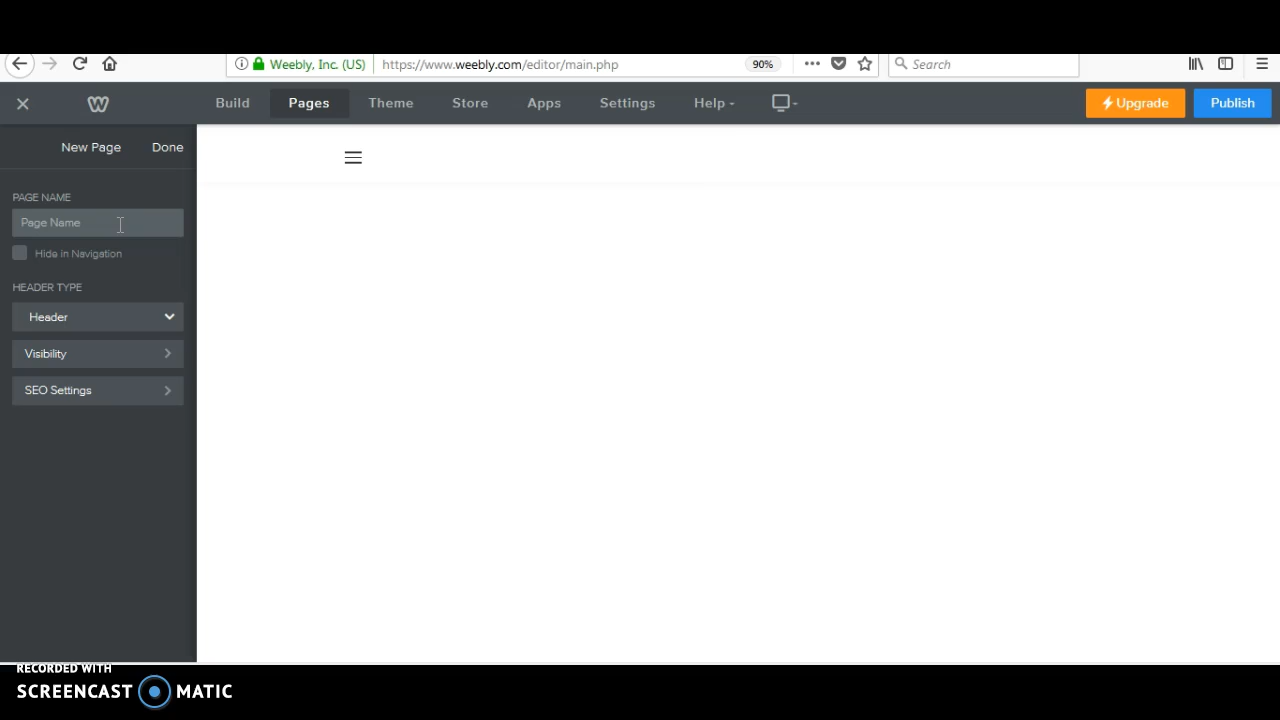 Weebly, Inc. (US) https://www.weebly.com/editor/main.php 90% Search
Build Pages Theme Store Apps Settings Help Upgrade Publish
New Page Done
PAGE NAME
Page Name
Hide in Navigation
HEADER TYPE
Header
Visibility
SEO Settings
RECORDED WITH
SCREENCAST MATIC